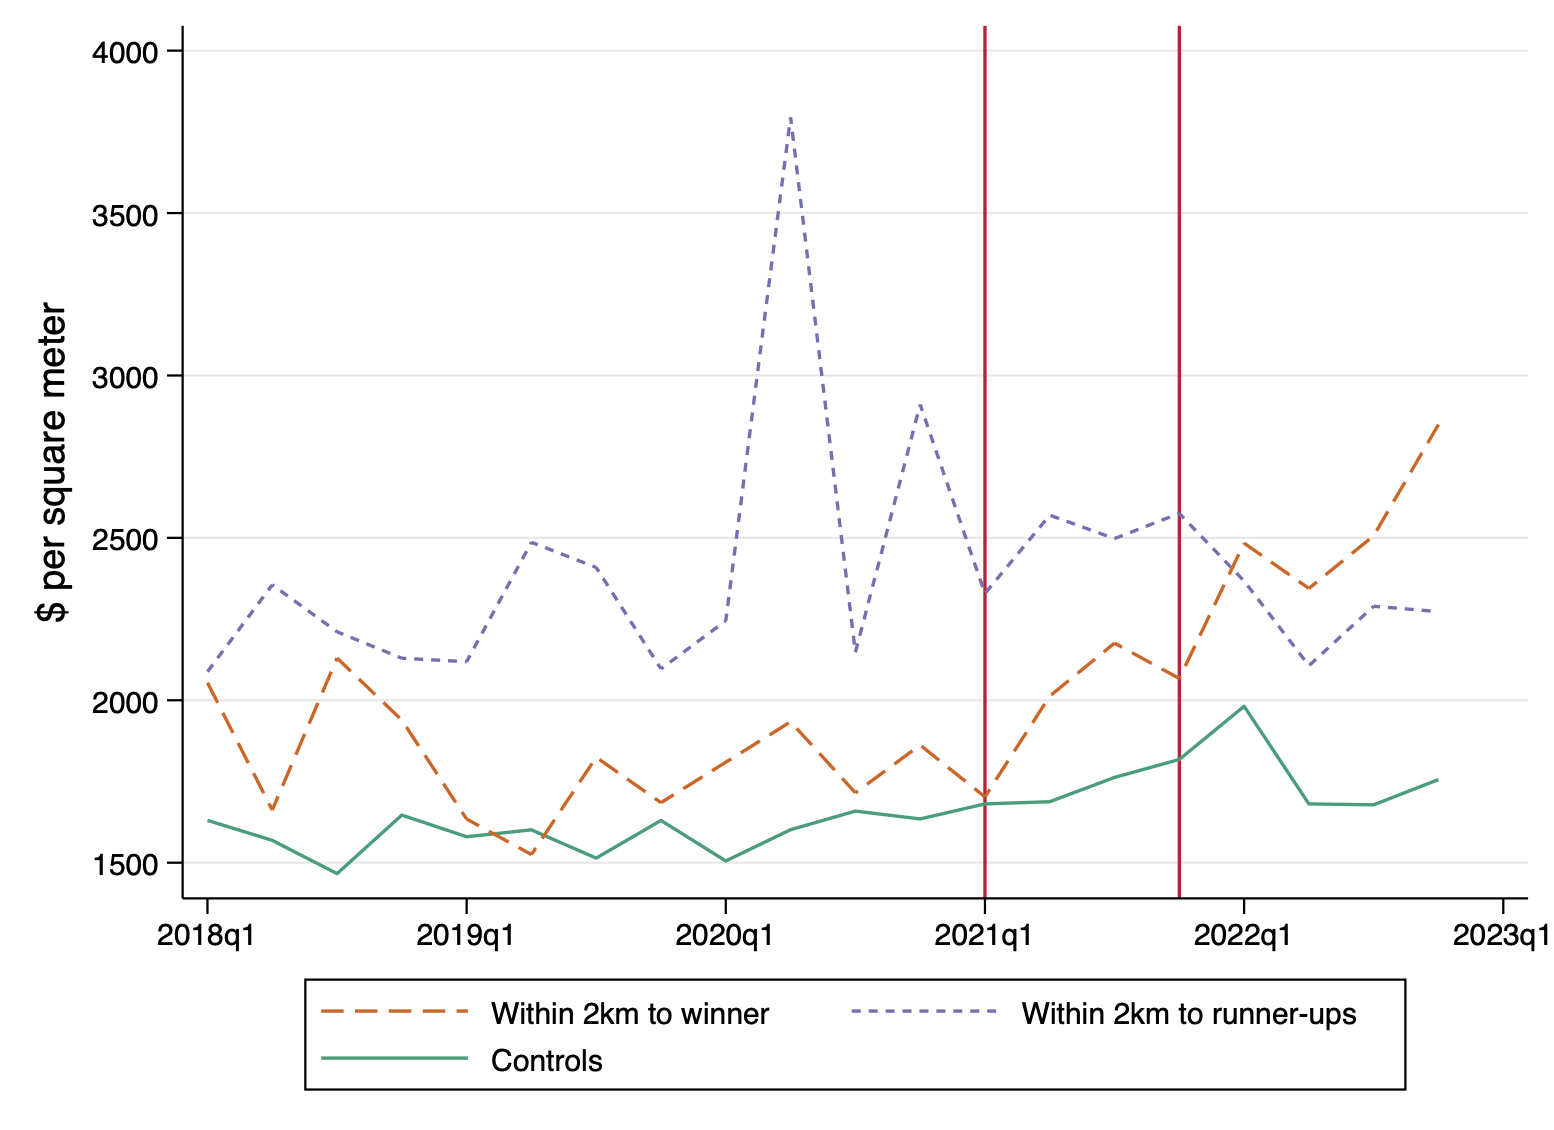 $ per square meter
4000
3500
3000
2500
2000
1500
2018q1 2019q1 2020q1 2021q1 2022q1 2023q1
Within 2km to winner Within 2km to runner-ups
Controls